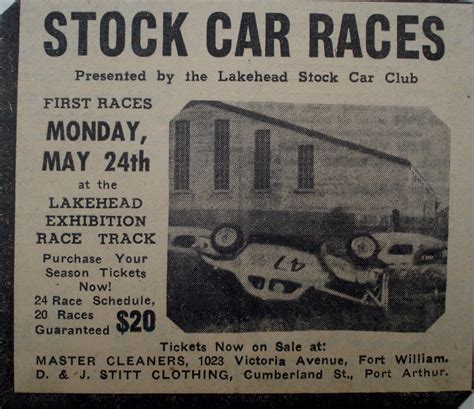 STOCK CAR RACES
Presented by the Lakehead Stock Car Club
FIRST RACES
MONDAY,
MAY 24th
at the
LAKEHEAD
EXHIBITION
RACE TRACK
Purchase Your
Season Tickets
Now!
24 Race Schedule,
20 Races
Guaranteed $20
47
Tickets Now on Sale at:
MASTER CLEANERS, 1023 Victoria Avenue, Fort William.
D. & J. STITT CLOTHING, Cumberland St., Port Arthur.